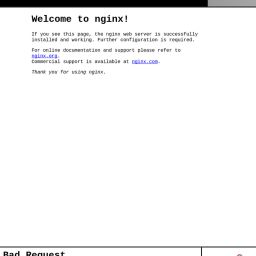 Welcome to nginx!
If you see this page, the nginx web server is successfully
installed and working. Further configuration is required.
For online documentation and support please refer to
nginx.org.
Commercial support is available at nginx.com.
Thank you for using nginx.
Bad Request